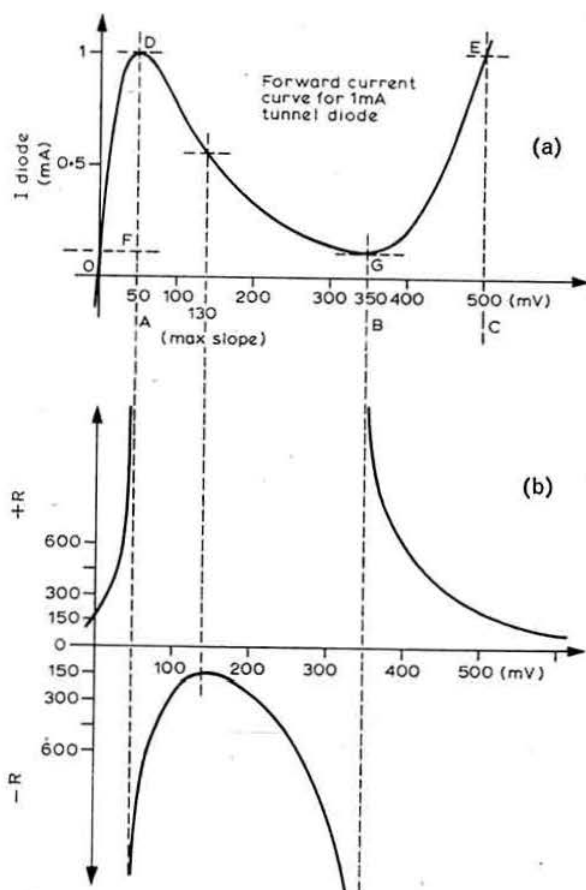 1
D
E
Forward current
curve for 1mA
tunnel diode
(a)
I diode
(mA)
0·5
F
O
G
50 100 300 350 400 500 (mV)
130
A
(max slope)
B
C
(b)
+R
600
300
150
0
100 200 300 400 500 (mV)
150
300
600
-R